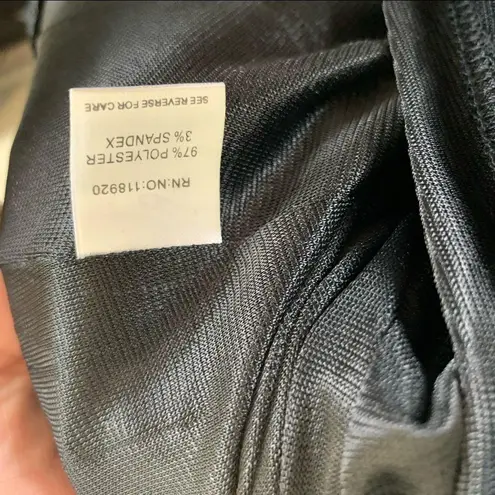 RN:NO:118920
97% POLYESTER
3% SPANDEX
SEE REVERSE FOR CARE